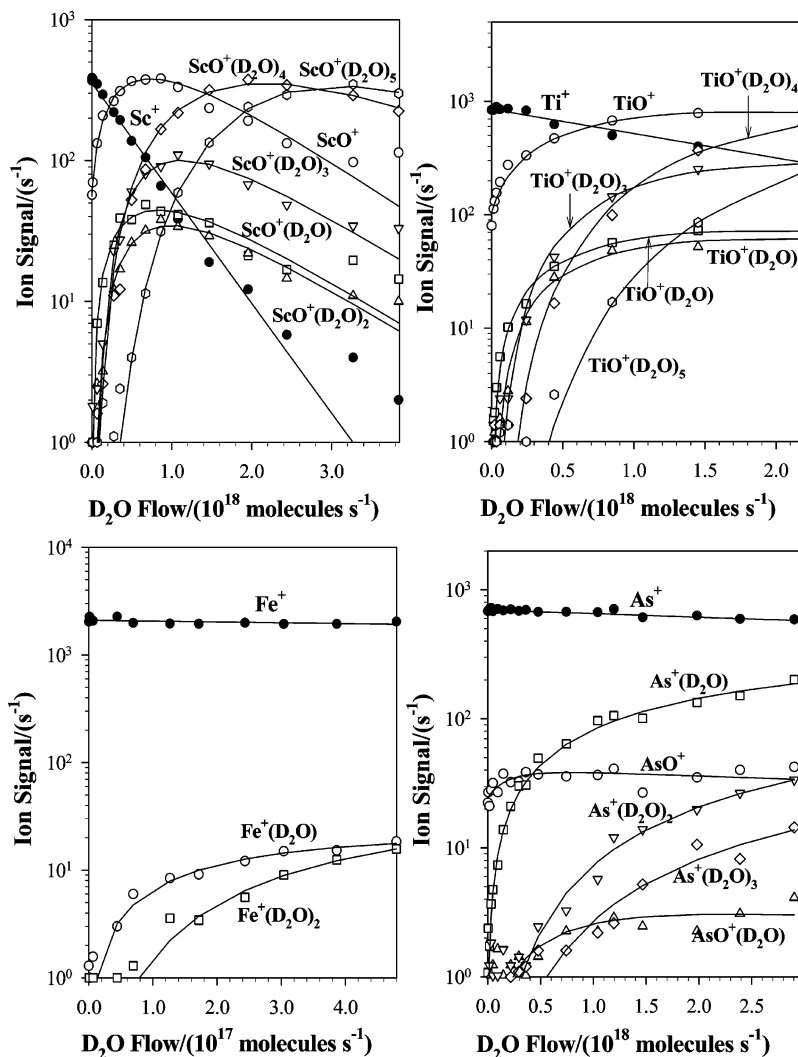 Ion Signal/(s⁻¹)
10³
10²
10¹
10⁰
0.0 1.0 2.0 3.0
D₂O Flow/(10¹⁸ molecules s⁻¹)
ScO⁺(D₂O)₄
ScO⁺(D₂O)₅
Sc⁺
ScO⁺
ScO⁺(D₂O)₃
ScO⁺(D₂O)
ScO⁺(D₂O)₂
Ion Signal/(s⁻¹)
10³
10²
10¹
10⁰
0.0 0.5 1.0 1.5 2.0
D₂O Flow/(10¹⁸ molecules s⁻¹)
TiO⁺(D₂O)₄
Ti⁺
TiO⁺
TiO⁺(D₂O)₃
TiO⁺(D₂O)
TiO⁺(D₂O)
TiO⁺(D₂O)₅
Ion Signal/(s⁻¹)
10⁴
10³
10²
10¹
10⁰
0.0 1.0 2.0 3.0 4.0
D₂O Flow/(10¹⁷ molecules s⁻¹)
Fe⁺
Fe⁺(D₂O)
Fe⁺(D₂O)₂
Ion Signal/(s⁻¹)
10³
10²
10¹
10⁰
0.0 0.5 1.0 1.5 2.0 2.5
D₂O Flow/(10¹⁸ molecules s⁻¹)
As⁺
As⁺(D₂O)
AsO⁺
As⁺(D₂O)₂
As⁺(D₂O)₃
AsO⁺(D₂O)